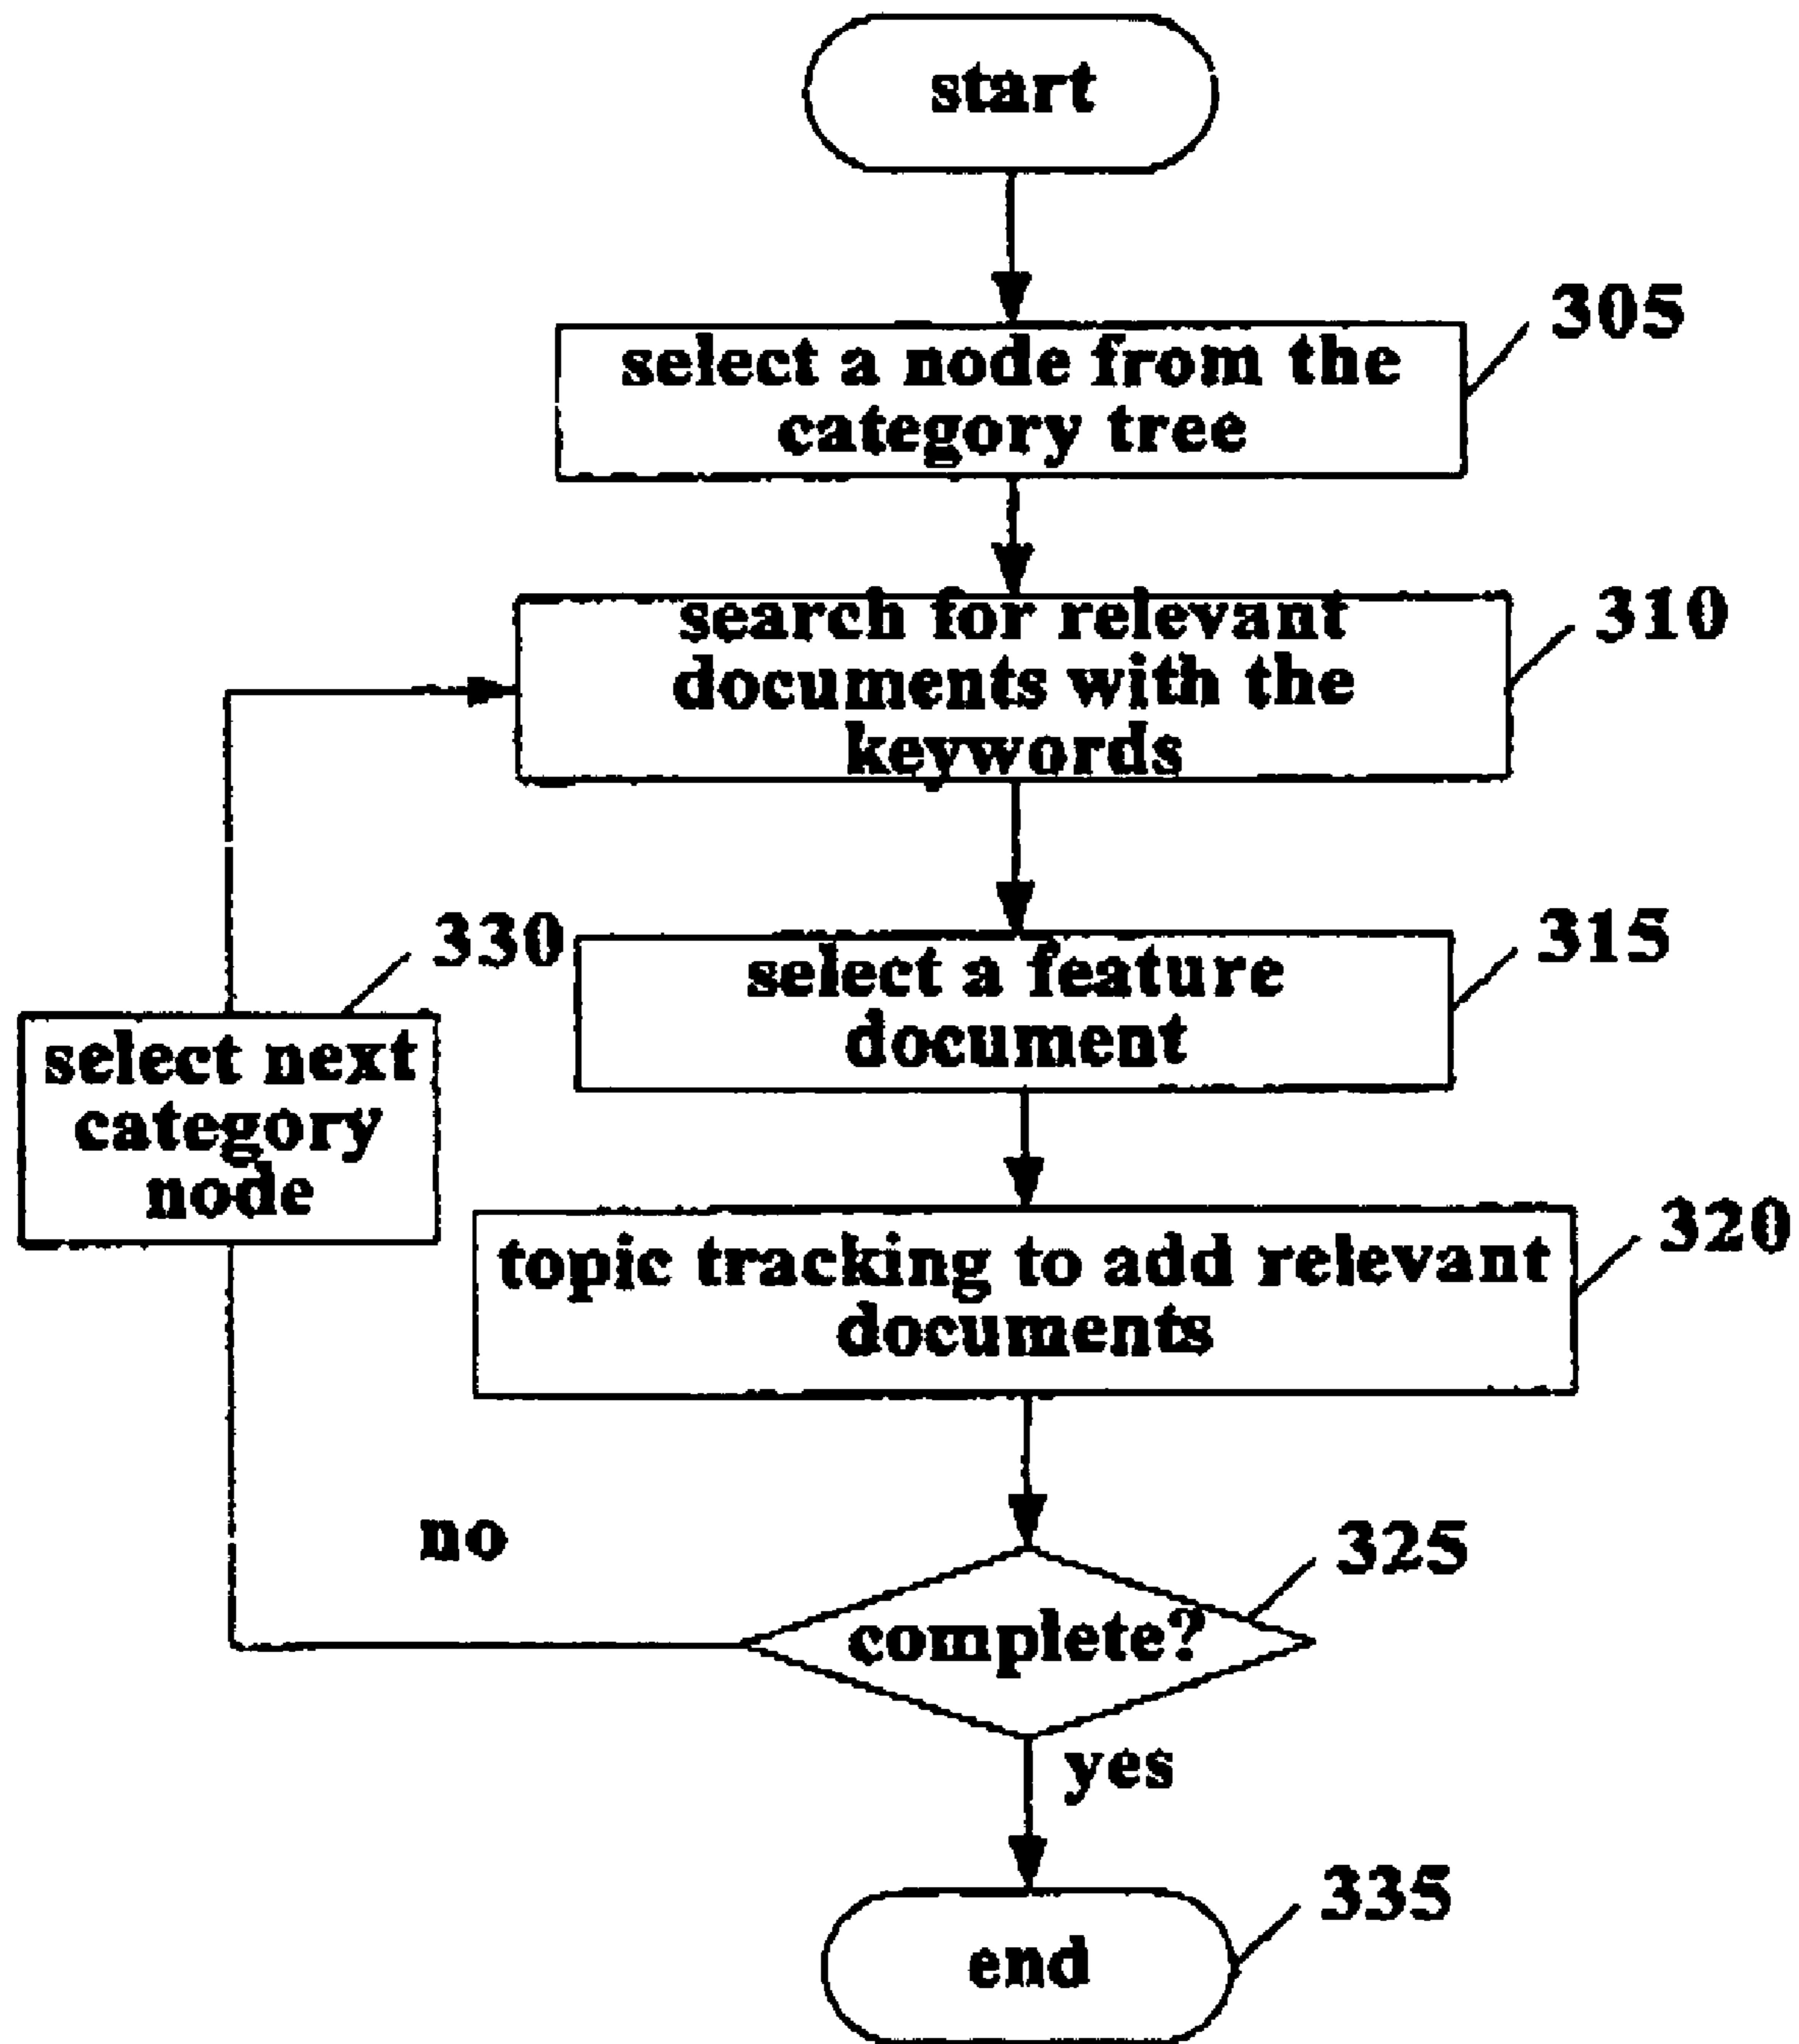 start
305
select a node from the
category tree
310
search for relevant
documents with the
keywords
315
select a feature
document
330
select next
category
node
320
topic tracking to add relevant
documents
no
325
complete?
yes
335
end